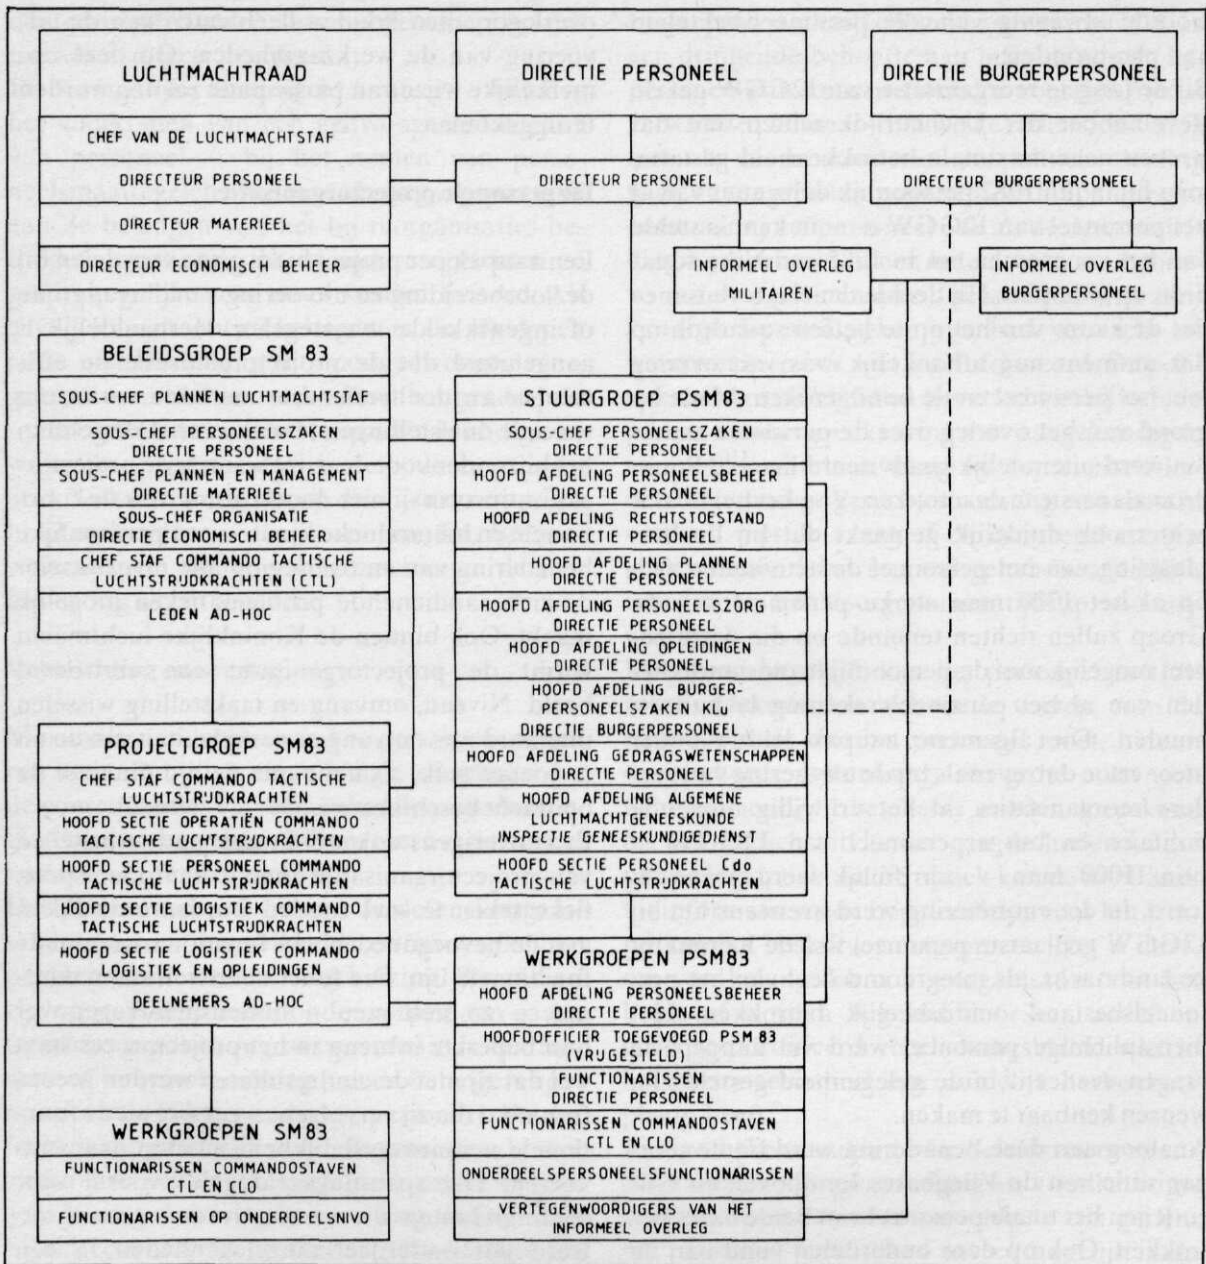 LUCHTMACHTRAAD
CHEF VAN DE LUCHTMACHTSTAF
DIRECTEUR PERSONEEL
DIRECTEUR MATERIEEL
DIRECTEUR ECONOMISCH BEHEER
DIRECTIE PERSONEEL
DIRECTEUR PERSONEEL
INFORMEEL OVERLEG
MILITAIREN
DIRECTIE BURGERPERSONEEL
DIRECTEUR BURGERPERSONEEL
INFORMEEL OVERLEG
BURGERPERSONEEL
BELEIDSGROEP SM 83
SOUS-CHEF PLANNEN LUCHTMACHTSTAF
SOUS-CHEF PERSONEELSZAKEN
DIRECTIE PERSONEEL
SOUS-CHEF PLANNEN EN MANAGEMENT
DIRECTIE MATERIEEL
SOUS-CHEF ORGANISATIE
DIRECTIE ECONOMISCH BEHEER
CHEF STAF COMMANDO TACTISCHE
LUCHTSTRIJDKRACHTEN (CTL)
LEDEN AD-HOC
STUURGROEP PSM83
SOUS-CHEF PERSONEELSZAKEN
DIRECTIE PERSONEEL
HOOFD AFDELING PERSONEELSBEHEER
DIRECTIE PERSONEEL
HOOFD AFDELING RECHTSTOESTAND
DIRECTIE PERSONEEL
HOOFD AFDELING PLANNEN
DIRECTIE PERSONEEL
HOOFD AFDELING PERSONEELSZORG
DIRECTIE PERSONEEL
HOOFD AFDELING OPLEIDINGEN
DIRECTIE PERSONEEL
HOOFD AFDELING BURGER-
PERSONEELSZAKEN KLu
DIRECTIE BURGERPERSONEEL
HOOFD AFDELING GEDRAGSWETENSCHAPPEN
DIRECTIE PERSONEEL
HOOFD AFDELING ALGEMENE
LUCHTMACHTGENEESKUNDE
INSPECTIE GENEESKUNDIGEDIENST
HOOFD SECTIE PERSONEEL Cdo
TACTISCHE LUCHTSTRIJDKRACHTEN
PROJECTGROEP SM83
CHEF STAF COMMANDO TACTISCHE
LUCHTSTRIJDKRACHTEN
HOOFD SECTIE OPERATIËN COMMANDO
TACTISCHE LUCHTSTRIJDKRACHTEN
HOOFD SECTIE PERSONEEL COMMANDO
TACTISCHE LUCHTSTRIJDKRACHTEN
HOOFD SECTIE LOGISTIEK COMMANDO
TACTISCHE LUCHTSTRIJDKRACHTEN
HOOFD SECTIE LOGISTIEK COMMANDO
LOGISTIEK EN OPLEIDINGEN
DEELNEMERS AD-HOC
WERKGROEPEN PSM83
HOOFD AFDELING PERSONEELSBEHEER
DIRECTIE PERSONEEL
HOOFDOFFICIER TOEGEVOEGD PSM 83
(VRIJGESTELD)
FUNCTIONARISSEN
DIRECTIE PERSONEEL
FUNCTIONARISSEN COMMANDOSTAVEN
CTL EN CLO
ONDERDEELSPERSONEELSFUNCTIONARISSEN
VERTEGENWOORDIGERS VAN HET
INFORMEEL OVERLEG
WERKGROEPEN SM83
FUNCTIONARISSEN COMMANDOSTAVEN
CTL EN CLO
FUNCTIONARISSEN OP ONDERDEELSNIVO